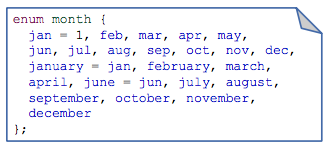 enum month {
jan = 1, feb, mar, apr, may,
jun, jul, aug, sep, oct, nov, dec,
january = jan, february, march,
april, june = jun, july, august,
september, october, november,
december
};